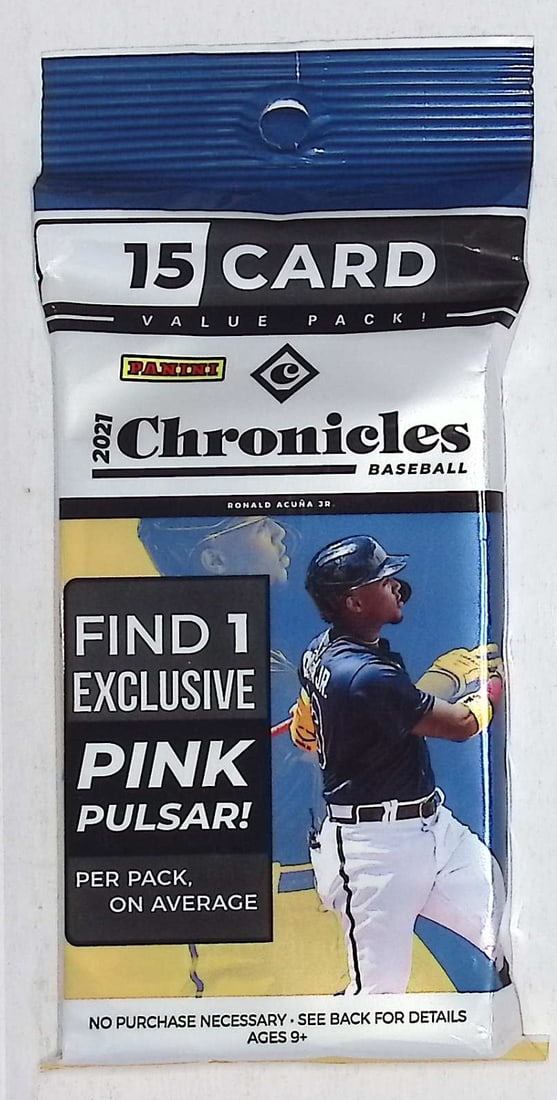 15 CARD
VALUE PACK!
PANINI
C
2021 Chronicles
BASEBALL
RONALD ACUÑA JR.
FIND 1
EXCLUSIVE
PINK
PULSAR!
PER PACK,
ON AVERAGE
NO PURCHASE NECESSARY · SEE BACK FOR DETAILS
AGES 9+